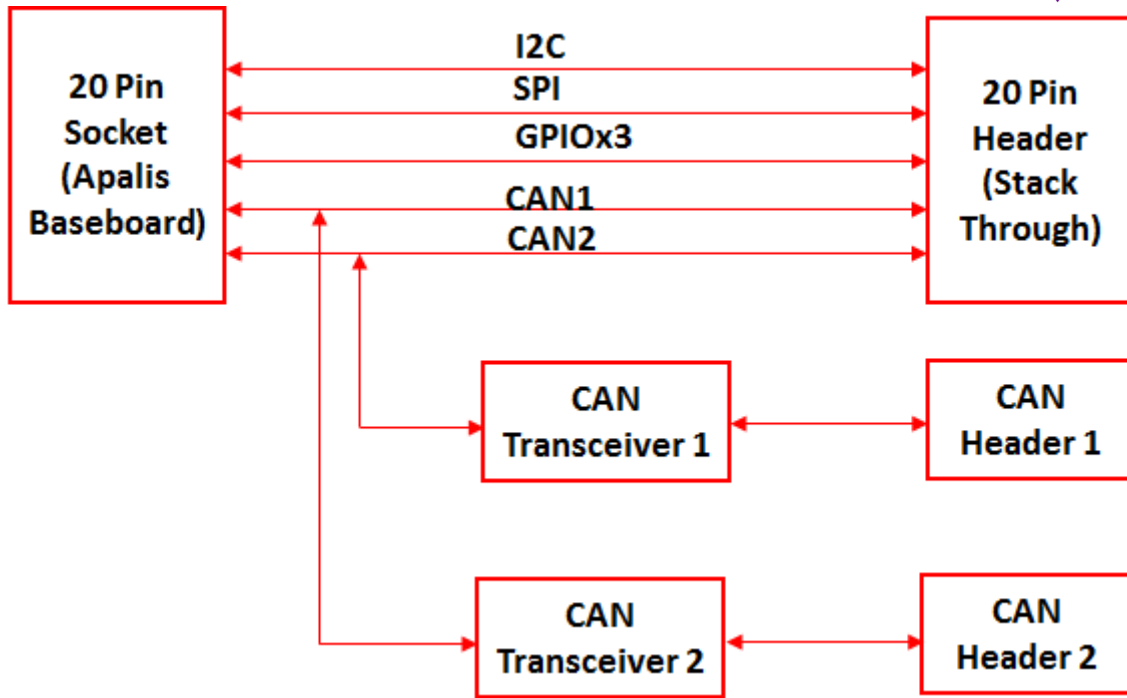 20 Pin
Socket
(Apalis
Baseboard)
I2C
SPI
GPIOx3
CAN1
CAN2
20 Pin
Header
(Stack
Through)
CAN
Transceiver 1
CAN
Header 1
CAN
Transceiver 2
CAN
Header 2